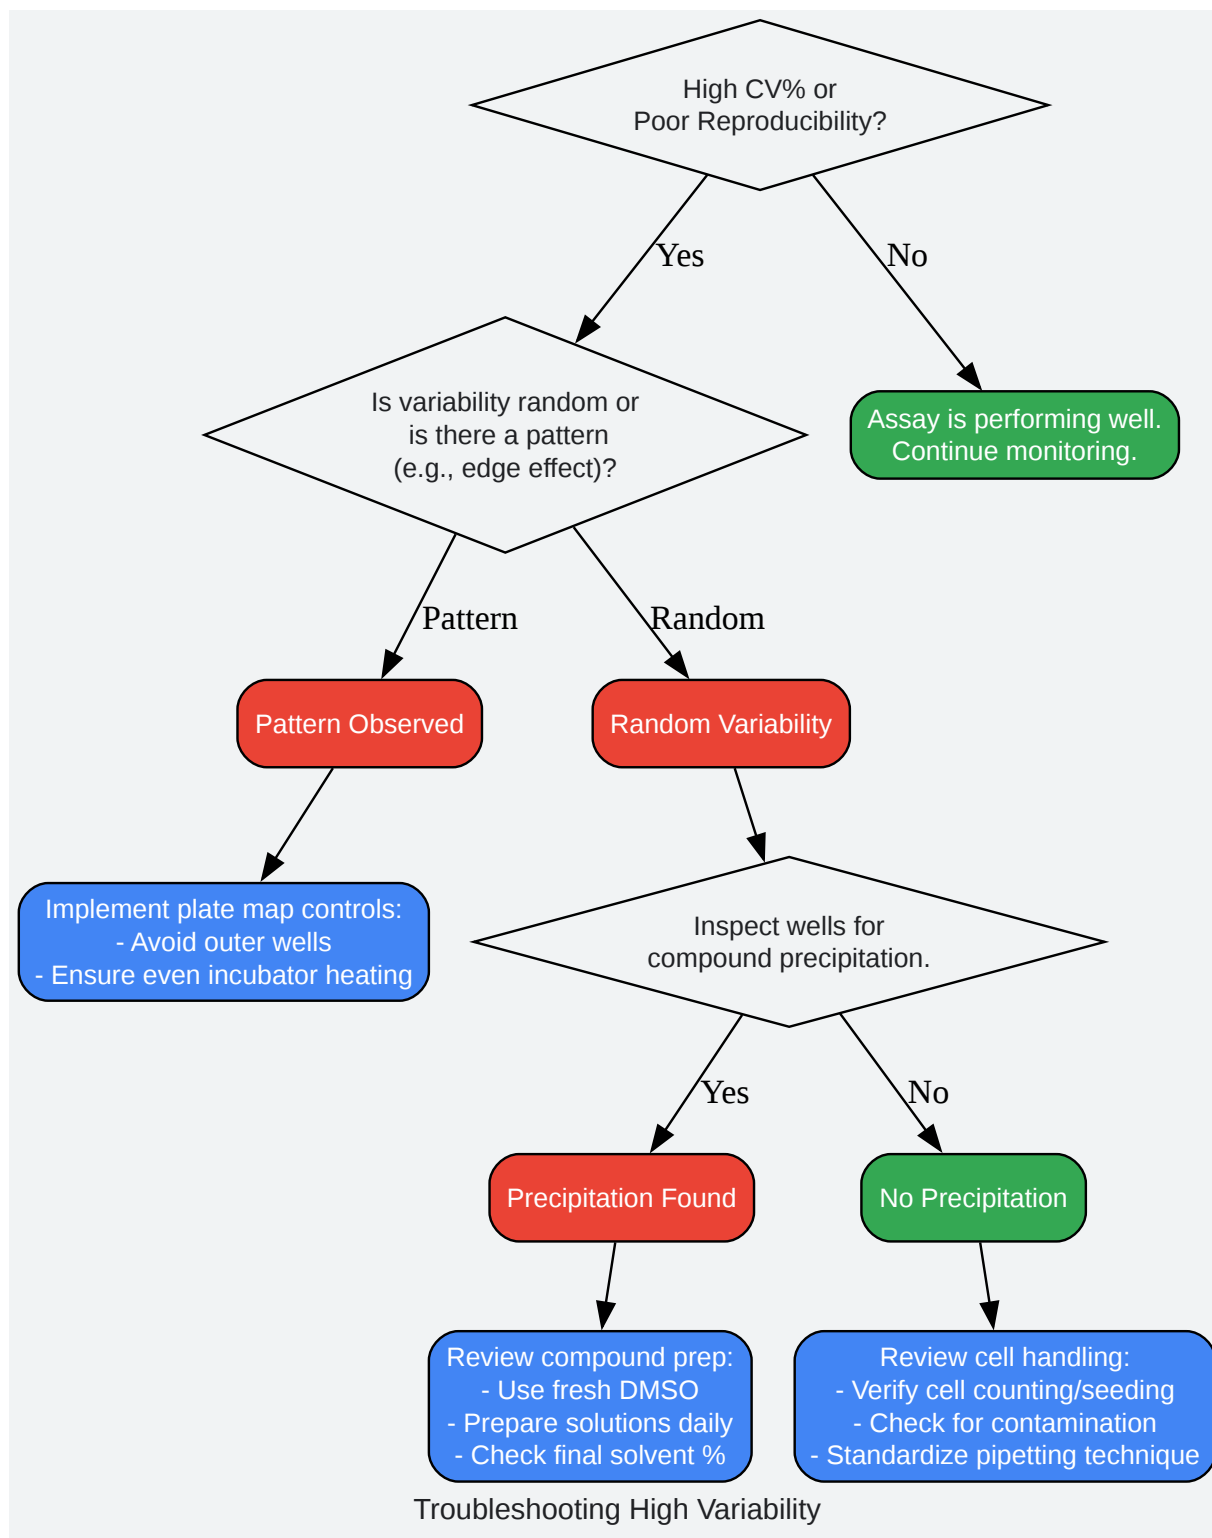 High CV% or
Poor Reproducibility?
Yes
No
Is variability random or
is there a pattern
(e.g., edge effect)?
Assay is performing well.
Continue monitoring.
Pattern
Random
Pattern Observed
Random Variability
Implement plate map controls:
- Avoid outer wells
- Ensure even incubator heating
Inspect wells for
compound precipitation.
Yes
No
Precipitation Found
No Precipitation
Review compound prep:
- Use fresh DMSO
- Prepare solutions daily
- Check final solvent %
Review cell handling:
- Verify cell counting/seeding
- Check for contamination
- Standardize pipetting technique
Troubleshooting High Variability